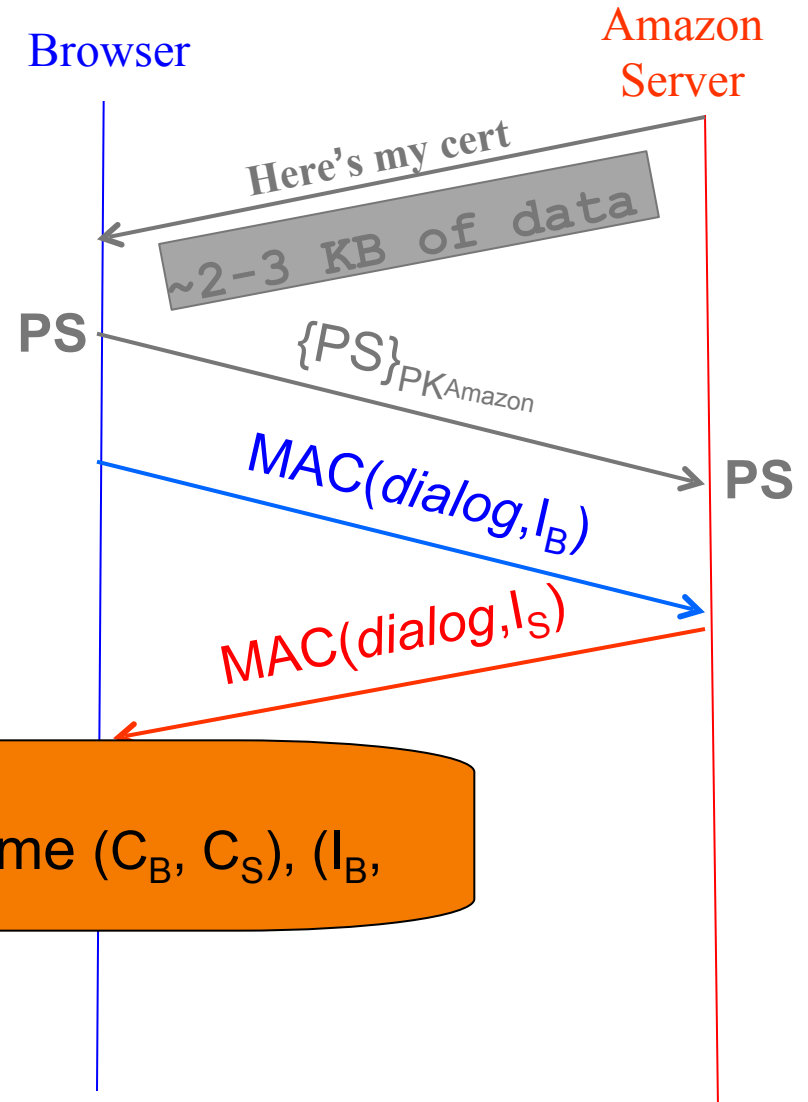 Browser
Amazon
Server
Here's my cert
~2-3 KB of data
PS
{PS}PKAmazon
MAC(dialog,IB)
PS
MAC(dialog,IS)
(CB, CS), (IB,